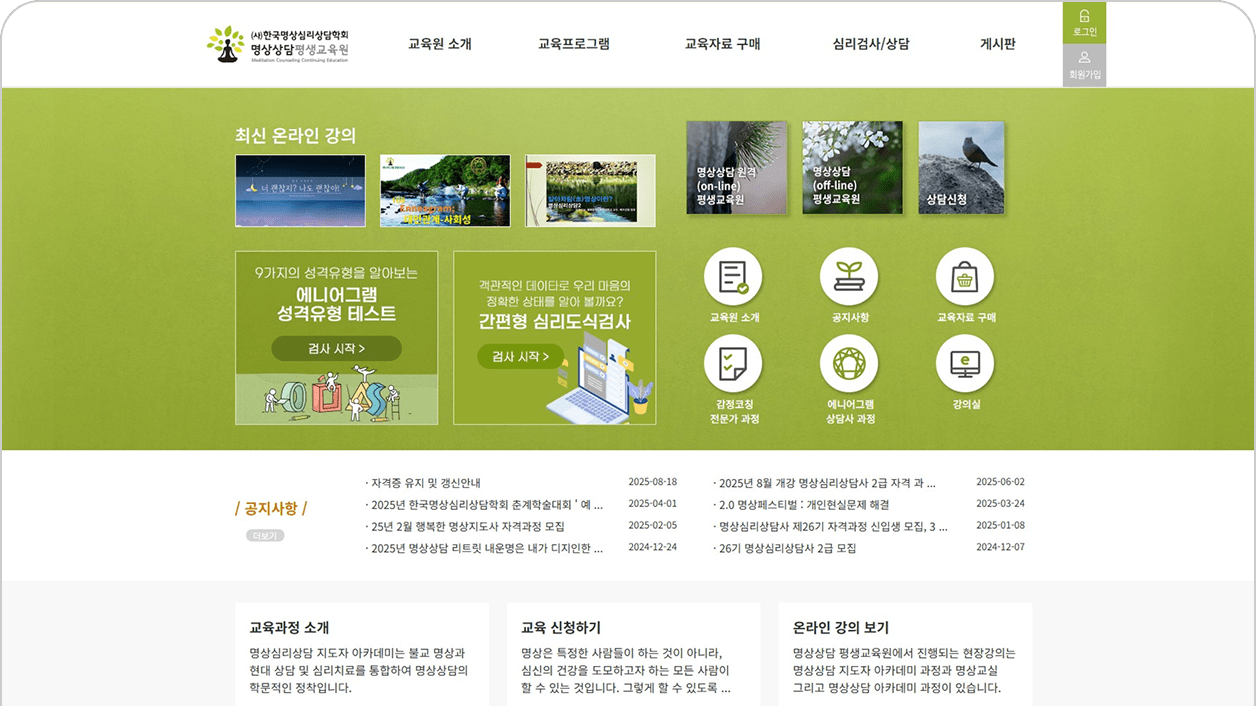 (사)한국명상심리상담학회
명상상담평생교육원
Meditation Counseling Continuing Education
교육원 소개
교육프로그램
교육자료 구매
심리검사/상담
게시판
로그인
회원가입
최신 온라인 강의
너 괜찮지? 나도 괜찮아!
대인관계-사회성
명상심리상담2
명상상담 원격
(on-line)
평생교육원
명상상담
(off-line)
평생교육원
상담신청
9가지의 성격유형을 알아보는
에니어그램
성격유형 테스트
검사 시작 >
객관적인 데이타로 우리 마음의
정확한 상태를 알아 볼까요?
간편형 심리도식검사
검사 시작 >
교육원 소개
공지사항
교육자료 구매
감정코칭
전문가 과정
에니어그램
상담사 과정
e
강의실
/ 공지사항 /
더보기
· 자격증 유지 및 갱신안내 2025-08-18
· 2025년 한국명상심리상담학회 춘계학술대회 ' 예 ... 2025-04-01
· 25년 2월 행복한 명상지도사 자격과정 모집 2025-02-05
· 2025년 명상상담 리트릿 내운명은 내가 디지인한 ... 2024-12-24
· 2025년 8월 개강 명상심리상담사 2급 자격 과 ... 2025-06-02
· 2.0 명상페스티벌 : 개인현실문제 해결 2025-03-24
· 명상심리상담사 제26기 자격과정 신입생 모집, 3 ... 2025-01-08
· 26기 명상심리상담사 2급 모집 2024-12-07
교육과정 소개
명상심리상담 지도자 아카데미는 불교 명상과
현대 상담 및 심리치료를 통합하여 명상상담의
학문적인 정착입니다.
교육 신청하기
명상은 특정한 사람들이 하는 것이 아니라,
심신의 건강을 도모하고자 하는 모든 사람이
할 수 있는 것입니다. 그렇게 할 수 있도록 ...
온라인 강의 보기
명상상담 평생교육원에서 진행되는 현장강의는
명상상담 지도자 아카데미 과정과 명상교실
그리고 명상상담 아카데미 과정이 있습니다.